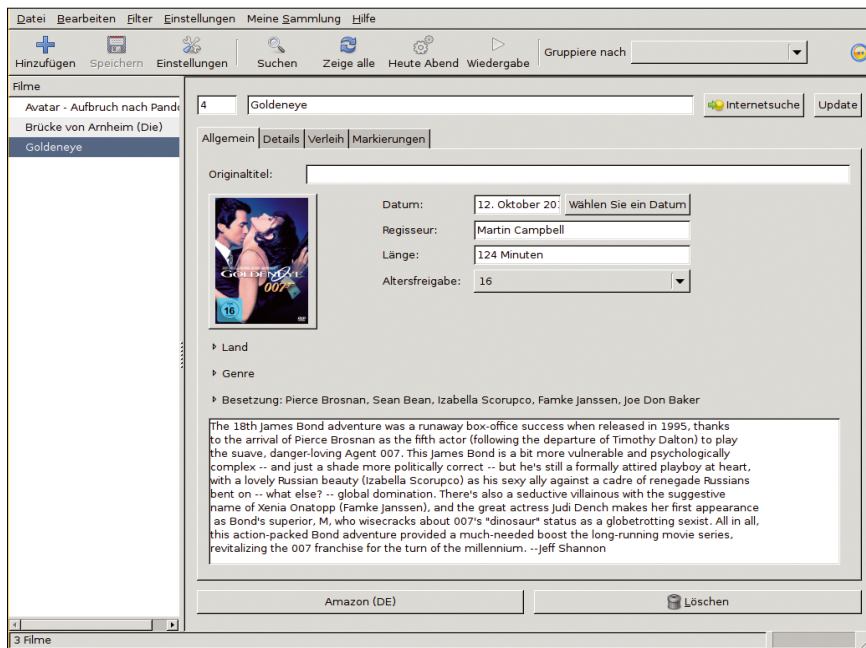 Datei Bearbeiten Filter Einstellungen Meine Sammlung Hilfe
Hinzufügen Speichern Einstellungen Suchen Zeige alle Heute Abend Wiedergabe Gruppiere nach
Filme
Avatar - Aufbruch nach
Brücke von Arnheim (Die)
Goldeneye
4 Goldeneye Internetsuche Update
Allgemein Details Verleih Markierungen
Originaltitel:
GOLDENEYE
007
16
Datum: 12. Oktober Wählen Sie ein Datum
Regisseur: Martin Campbell
Länge: 124 Minuten
Altersfreigabe: 16
Land
Genre
Besetzung: Pierce Brosnan, Sean Bean, Izabella Scorupco, Famke Janssen, Joe Don Baker
The 18th James Bond adventure was a runaway box-office success when released in 1995, thanks
to the arrival of Pierce Brosnan as the fifth actor (following the departure of Timothy Dalton) to play
the suave, danger-loving Agent 007. This James Bond is a bit more vulnerable and psychologically
complex -- and just a shade more politically correct -- but he's still a formally attired playboy at heart,
with a lovely Russian beauty (Izabella Scorupco) as his sexy ally against a cadre of renegade Russians
bent on -- what else? -- global domination. There's also a seductive villainous with the suggestive
name of Xenia Onatopp (Famke Janssen), and the great actress Judi Dench makes her first appearance
as Bond's superior, M, who wisecracks about 007's "dinosaur" status as a globetrotting sexist. All in all,
this action-packed Bond adventure provided a much-needed boost the long-running movie series,
revitalizing the 007 franchise for the turn of the millennium. --Jeff Shannon
Amazon (DE) Löschen
3 Filme